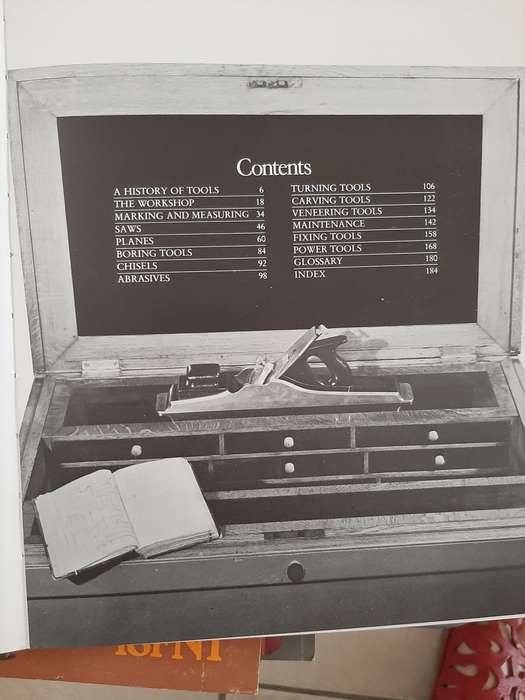 Contents
A HISTORY OF TOOLS 6
THE WORKSHOP 18
MARKING AND MEASURING 34
SAWS 46
PLANES 60
BORING TOOLS 84
CHISELS 92
ABRASIVES 98
TURNING TOOLS 106
CARVING TOOLS 122
VENEERING TOOLS 134
MAINTENANCE 142
FIXING TOOLS 158
POWER TOOLS 168
GLOSSARY 180
INDEX 184